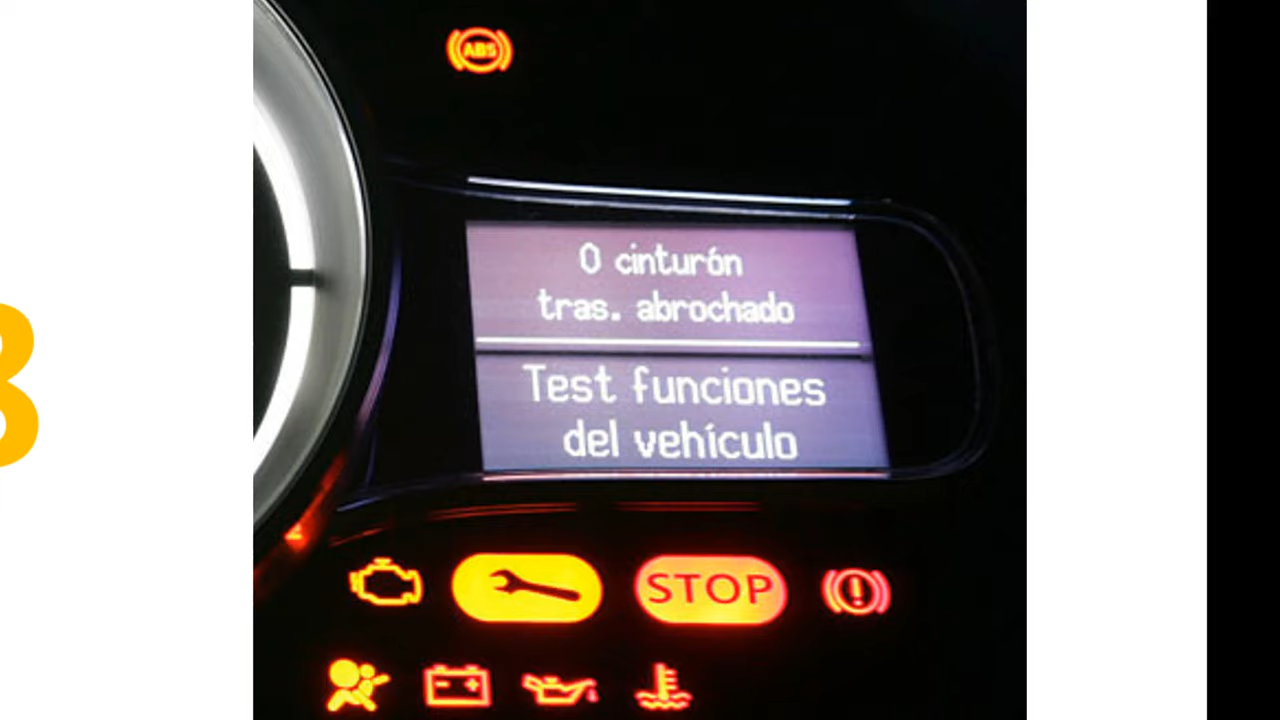 ABS
0 cinturón
tras. abrochado
Test funciones
del vehículo
STOP